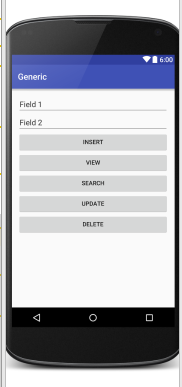 6:00
Generic
Field 1
Field 2
INSERT
VIEW
SEARCH
UPDATE
DELETE